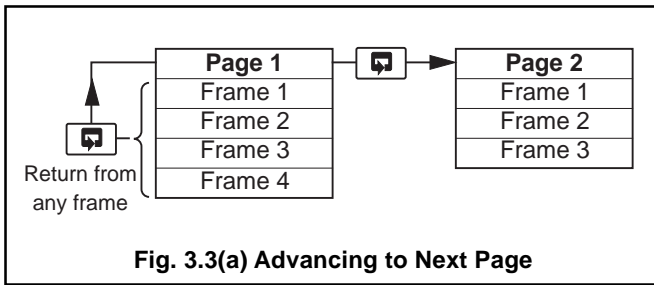 Page 1
Frame 1
Frame 2
Frame 3
Frame 4
Return from
any frame
Page 2
Frame 1
Frame 2
Frame 3
Fig. 3.3(a) Advancing to Next Page